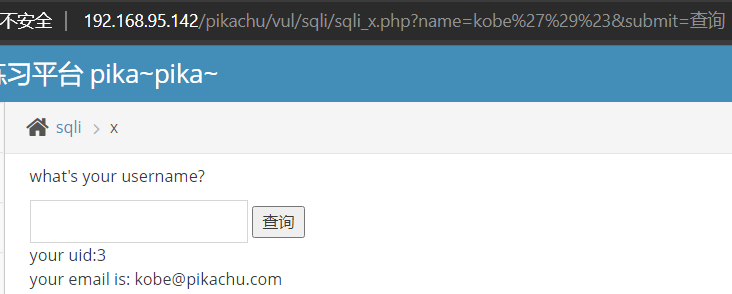 不安全 | 192.168.95.142/pikachu/vul/sqli/sqli_x.php?name=kobe%27%29%23&submit=查询
练习平台 pika~pika~
sqli > x
what's your username?
查询
your uid:3
your email is: kobe@pikachu.com